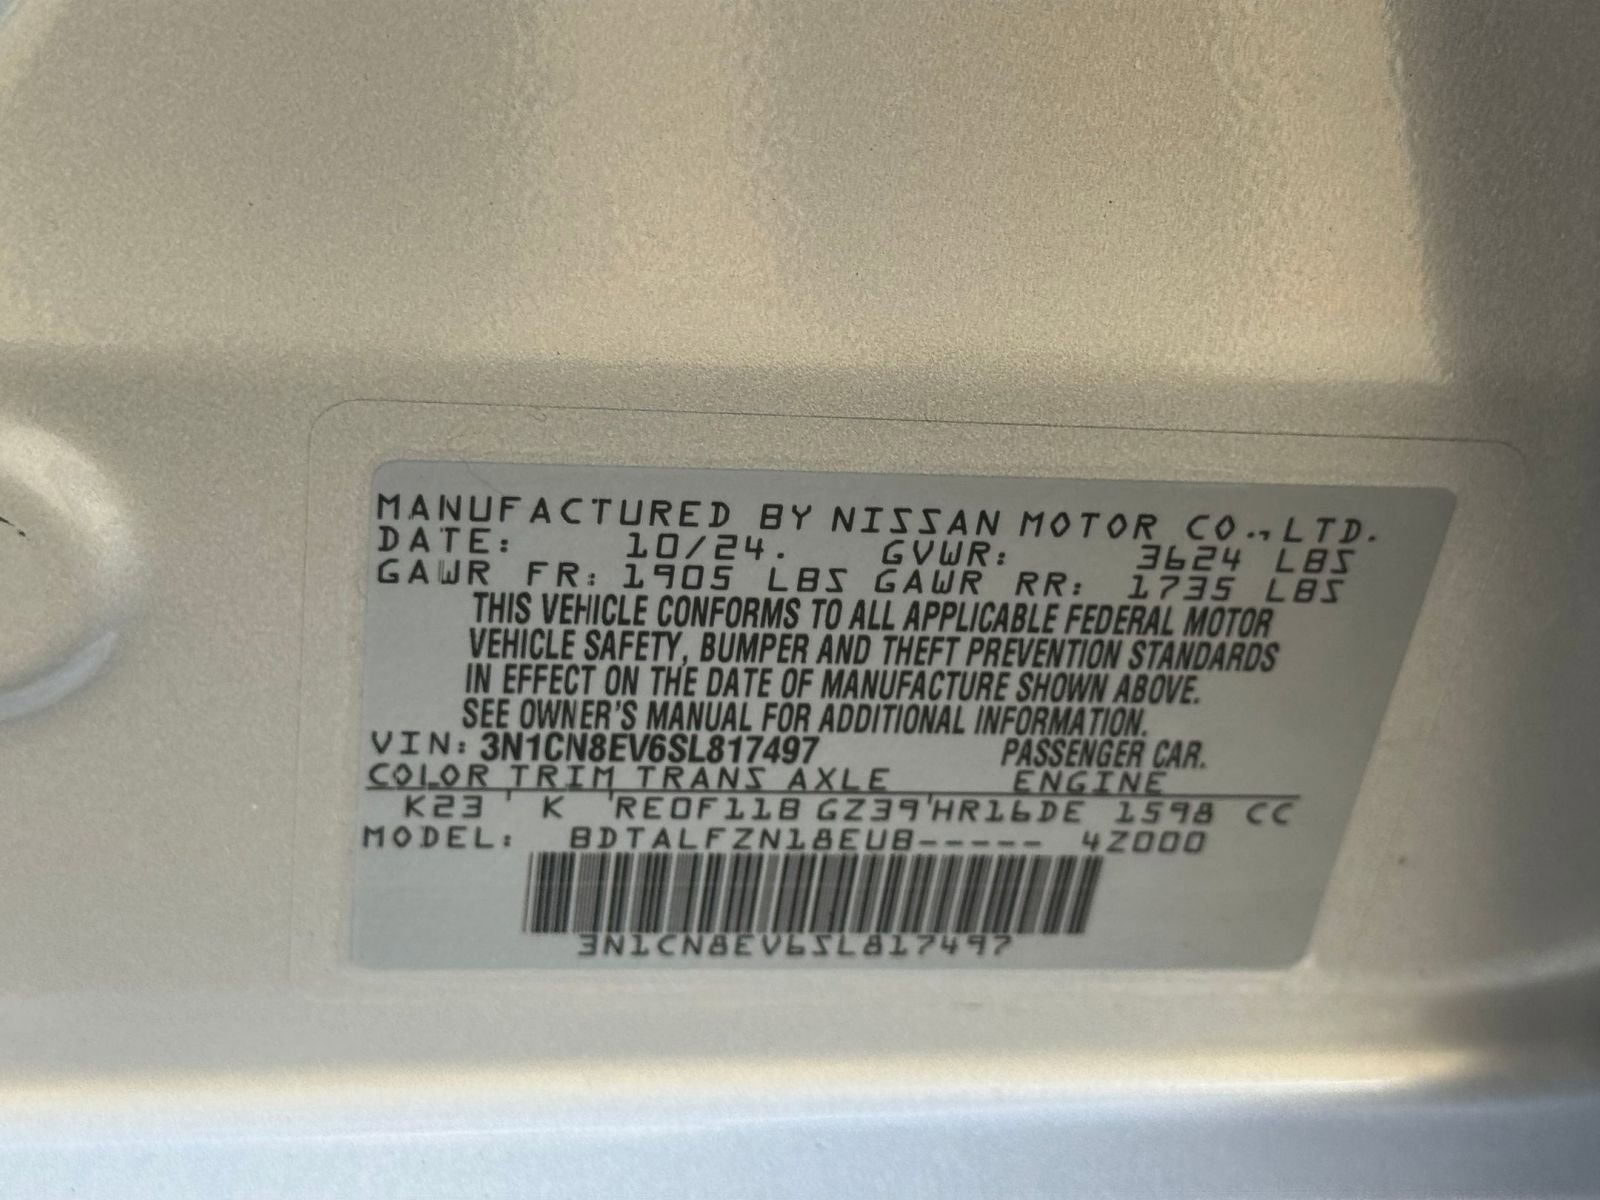 MANUFACTURED BY NISSAN MOTOR CO., LTD.
DATE: 10/24. GVWR: 3624 LBS
GAWR FR: 1905 LBS GAWR RR: 1735 LBS
THIS VEHICLE CONFORMS TO ALL APPLICABLE FEDERAL MOTOR
VEHICLE SAFETY, BUMPER AND THEFT PREVENTION STANDARDS
IN EFFECT ON THE DATE OF MANUFACTURE SHOWN ABOVE.
SEE OWNER'S MANUAL FOR ADDITIONAL INFORMATION.
VIN: 3N1CN8EV6SL817497 PASSENGER CAR.
COLOR TRIM TRANS AXLE ENGINE
K23 K RE0F11B GZ39 HR16DE 1598 CC
MODEL: BDTALFZN18EUB----- 4Z000
3N1CN8EV6SL817497